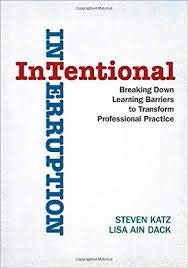 InTentional
INTERRUPTION
Breaking Down
Learning Barriers
to Transform
Professional Practice
STEVEN KATZ
LISA AIN DACK